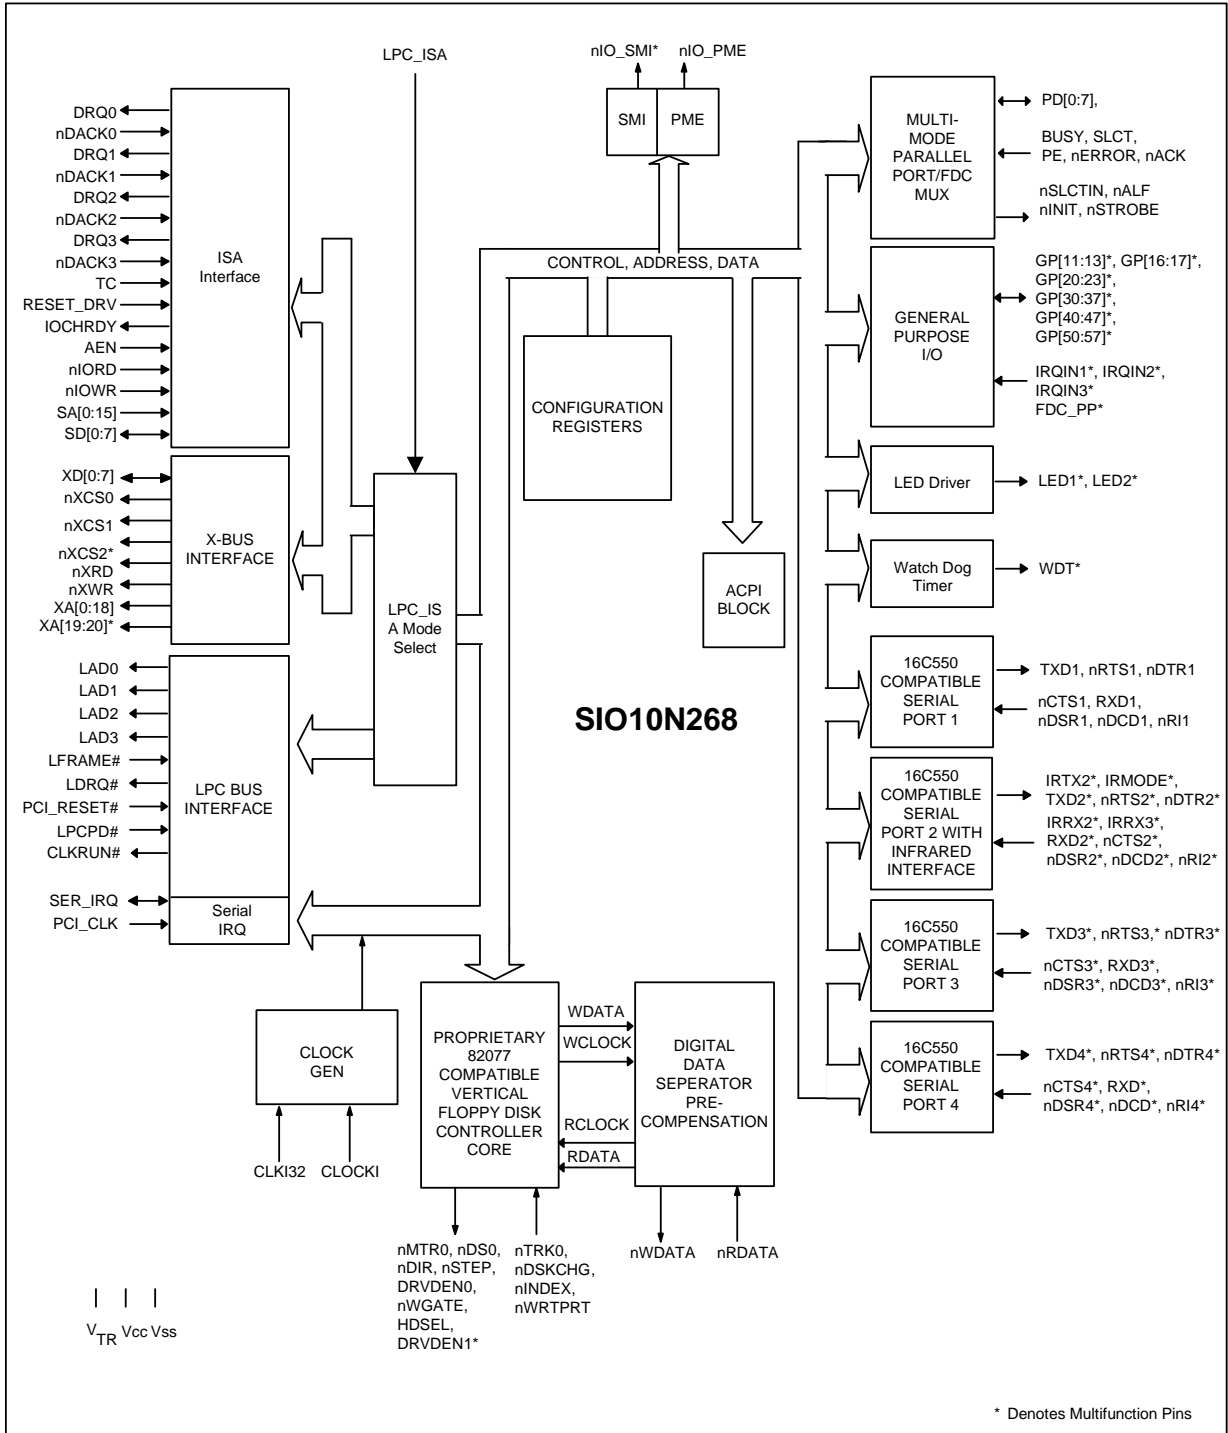 LPC_ISA
nIO_SMI*
nIO_PME
SMI
PME
DRQ0
nDACK0
DRQ1
nDACK1
DRQ2
nDACK2
DRQ3
nDACK3
TC
RESET_DRV
IOCHRDY
AEN
nIORD
nIOWR
SA[0:15]
SD[0:7]
ISA
Interface
XD[0:7]
nXCS0
nXCS1
nXCS2*
nXRD
nXWR
XA[0:18]
XA[19:20]*
X-BUS
INTERFACE
LAD0
LAD1
LAD2
LAD3
LFRAME#
LDRQ#
PCI_RESET#
LPCPD#
CLKRUN#
LPC BUS
INTERFACE
SER_IRQ
PCI_CLK
Serial
IRQ
LPC_IS
A Mode
Select
CONTROL, ADDRESS, DATA
CONFIGURATION
REGISTERS
ACPI
BLOCK
SIO10N268
CLOCK
GEN
CLKI32
CLOCKI
PROPRIETARY
82077
COMPATIBLE
VERTICAL
FLOPPY DISK
CONTROLLER
CORE
WDATA
WCLOCK
RCLOCK
RDATA
DIGITAL
DATA
SEPERATOR
PRE-
COMPENSATION
nMTR0, nDS0,
nDIR, nSTEP,
DRVDEN0,
nWGATE,
HDSEL,
DRVDEN1*
nTRK0,
nDSKCHG,
nINDEX,
nWRTPRT
nWDATA
nRDATA
MULTI-
MODE
PARALLEL
PORT/FDC
MUX
PD[0:7],
BUSY, SLCT,
PE, nERROR, nACK
nSLCTIN, nALF
nINIT, nSTROBE
GENERAL
PURPOSE
I/O
GP[11:13]*, GP[16:17]*,
GP[20:23]*,
GP[30:37]*,
GP[40:47]*,
GP[50:57]*
IRQIN1*, IRQIN2*,
IRQIN3*
FDC_PP*
LED Driver
LED1*, LED2*
Watch Dog
Timer
WDT*
16C550
COMPATIBLE
SERIAL
PORT 1
TXD1, nRTS1, nDTR1
nCTS1, RXD1,
nDSR1, nDCD1, nRI1
16C550
COMPATIBLE
SERIAL
PORT 2 WITH
INFRARED
INTERFACE
IRTX2*, IRMODE*,
TXD2*, nRTS2*, nDTR2*
IRRX2*, IRRX3*,
RXD2*, nCTS2*,
nDSR2*, nDCD2*, nRI2*
16C550
COMPATIBLE
SERIAL
PORT 3
TXD3*, nRTS3,* nDTR3*
nCTS3*, RXD3*,
nDSR3*, nDCD3*, nRI3*
16C550
COMPATIBLE
SERIAL
PORT 4
TXD4*, nRTS4*, nDTR4*
nCTS4*, RXD*,
nDSR4*, nDCD*, nRI4*
VTR Vcc Vss
* Denotes Multifunction Pins